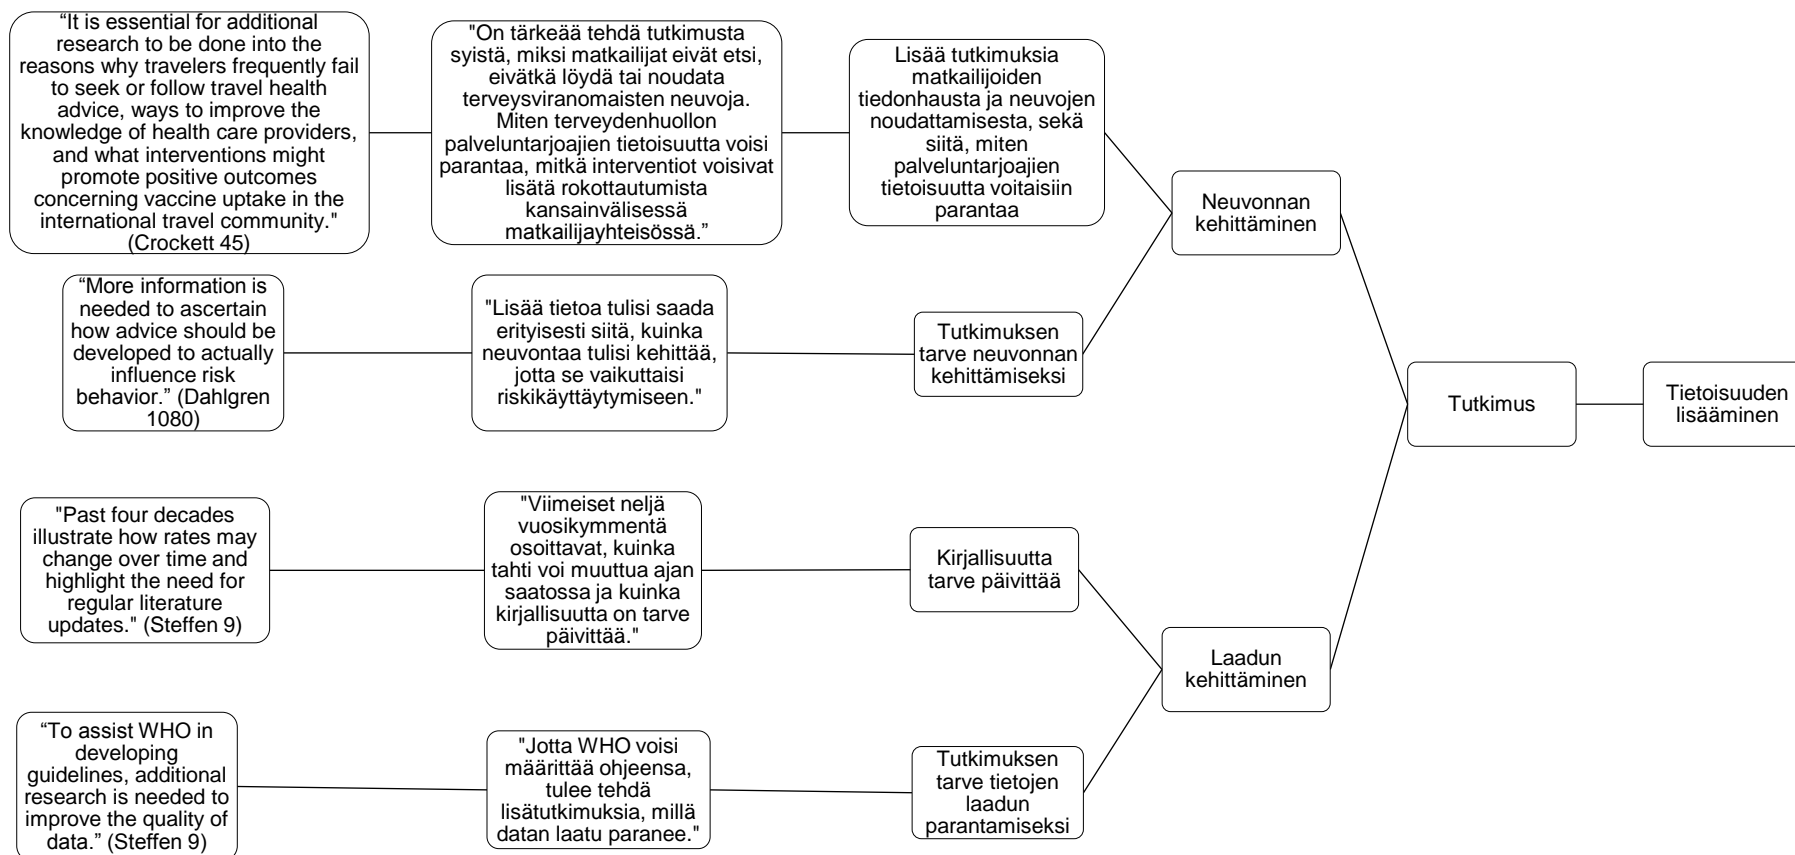 “It is essential for additional
research to be done into the
reasons why travelers frequently fail
to seek or follow travel health
advice, ways to improve the
knowledge of health care providers,
and what interventions might
promote positive outcomes
concerning vaccine uptake in the
international travel community."
(Crockett 45)
"On tärkeää tehdä tutkimusta
syistä, miksi matkailijat eivät etsi,
eivätkä löydä tai noudata
terveysviranomaisten neuvoja.
Miten terveydenhuollon
palveluntarjoajien tietoisuutta voisi
parantaa, mitkä interventiot voisivat
lisätä rokottautumista
kansainvälisessä
matkailijayhteisössä.”
Lisää tutkimuksia
matkailijoiden
tiedonhausta ja neuvojen
noudattamisesta, sekä
siitä, miten
palveluntarjoajien
tietoisuutta voitaisiin
parantaa
Neuvonnan
kehittäminen
“More information is
needed to ascertain
how advice should be
developed to actually
influence risk
behavior.” (Dahlgren
1080)
"Lisää tietoa tulisi saada
erityisesti siitä, kuinka
neuvontaa tulisi kehittää,
jotta se vaikuttaisi
riskikäyttäytymiseen."
Tutkimuksen
tarve neuvonnan
kehittämiseksi
Tutkimus
Tietoisuuden
lisääminen
"Past four decades
illustrate how rates may
change over time and
highlight the need for
regular literature
updates." (Steffen 9)
"Viimeiset neljä
vuosikymmentä
osoittavat, kuinka
tahti voi muuttua ajan
saatossa ja kuinka
kirjallisuutta on tarve
päivittää."
Kirjallisuutta
tarve päivittää
Laadun
kehittäminen
“To assist WHO in
developing
guidelines, additional
research is needed to
improve the quality of
data.” (Steffen 9)
"Jotta WHO voisi
määrittää ohjeensa,
tulee tehdä
lisätutkimuksia, millä
datan laatu paranee."
Tutkimuksen
tarve tietojen
laadun
parantamiseksi